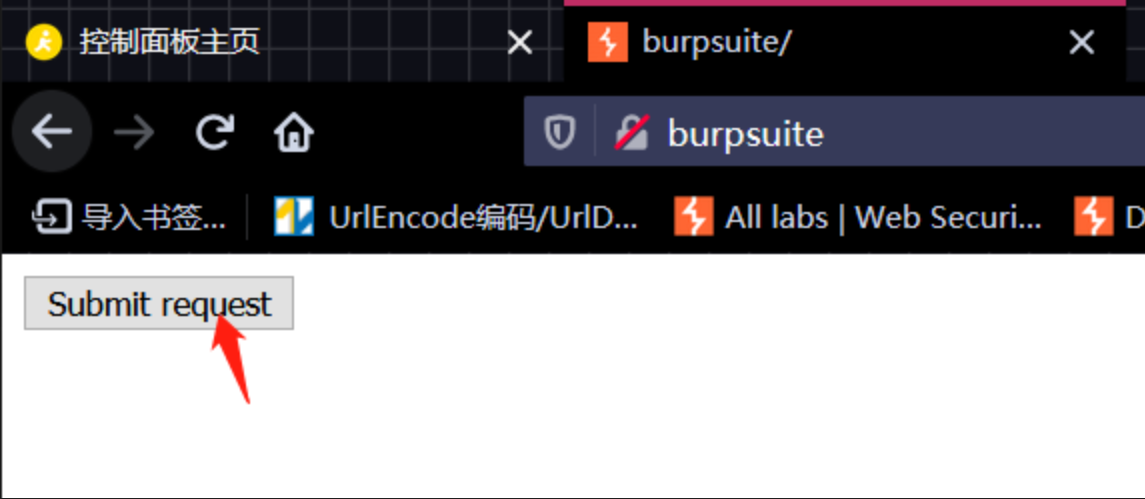 控制面板主页 burpsuite/
burpsuite
导入书签... UrlEncode编码/UrlD... All labs | Web Securi... D
Submit request